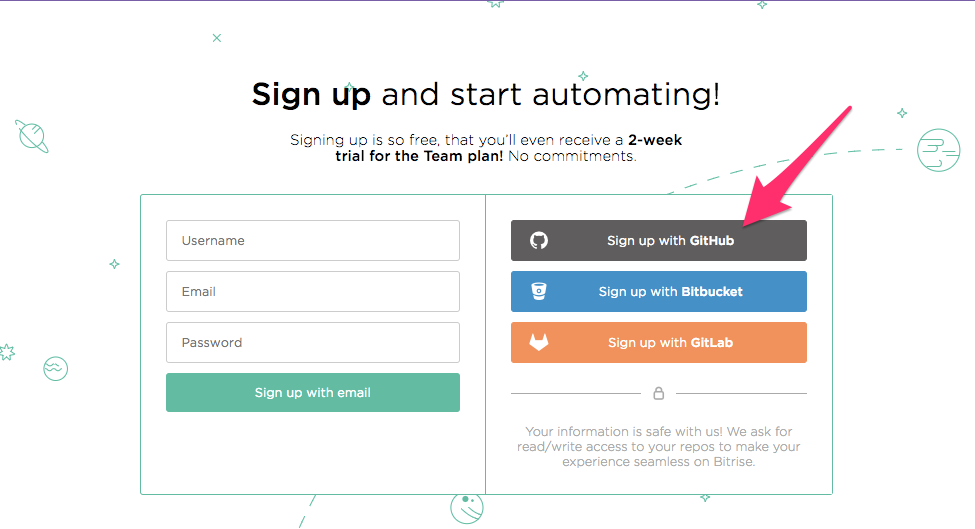 Sign up and start automating!
Signing up is so free, that you'll even receive a 2-week
trial for the Team plan! No commitments.
Username
Email
Password
Sign up with email
Sign up with GitHub
Sign up with Bitbucket
Sign up with GitLab
Your information is safe with us! We ask for
read/write access to your repos to make your
experience seamless on Bitrise.